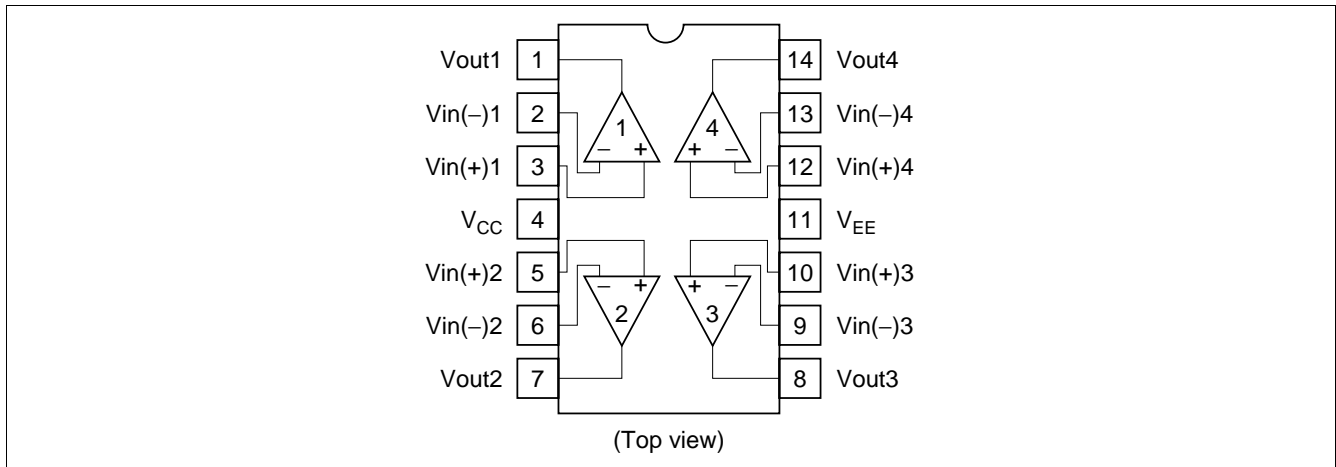 Vout1 1 14 Vout4
Vin(−)1 2 1 4 13 Vin(−)4
− + + −
Vin(+)1 3 12 Vin(+)4
V_CC 4 11 V_EE
Vin(+)2 5 10 Vin(+)3
− + + −
Vin(−)2 6 2 3 9 Vin(−)3
Vout2 7 8 Vout3
(Top view)